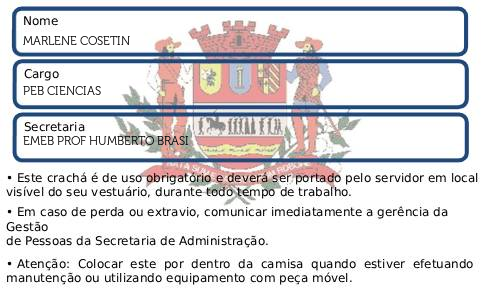 Nome
MARLENE COSETIN
Cargo
PEB CIENCIAS
Secretaria
EMEB PROF HUMBERTO BRASI
• Este crachá é de uso obrigatório e deverá ser portado pelo servidor em local
visível do seu vestuário, durante todo tempo de trabalho.
• Em caso de perda ou extravio, comunicar imediatamente a gerência da
Gestão
de Pessoas da Secretaria de Administração.
• Atenção: Colocar este por dentro da camisa quando estiver efetuando
manutenção ou utilizando equipamento com peça móvel.